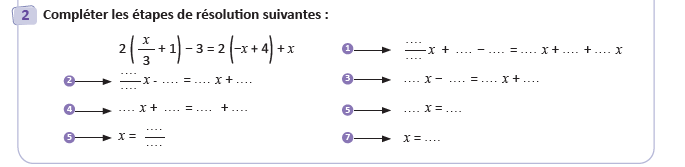 2 Compléter les étapes de résolution suivantes :
2(x/3 + 1) − 3 = 2(−x + 4) + x
1 ..../.... x + .... − .... = .... x + .... + .... x
2 ..../.... x - .... = .... x + ....
3 .... x − .... = .... x + ....
4 .... x + .... = .... + ....
5 .... x = ....
5 x = ..../....
7 x = ....